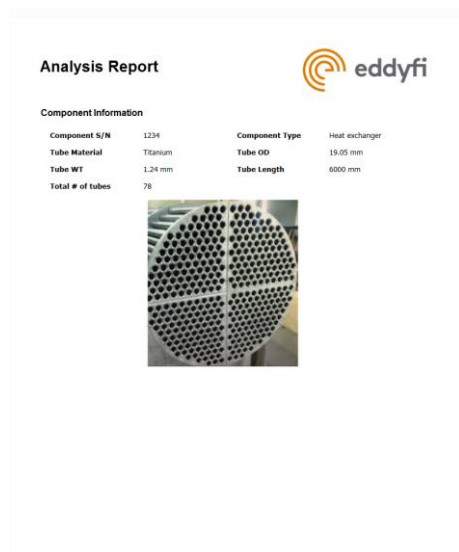 Analysis Report
eddyfi
Component Information
Component S/N 1234 Component Type Heat exchanger
Tube Material Titanium Tube OD 19.05 mm
Tube WT 1.24 mm Tube Length 6000 mm
Total # of tubes 78